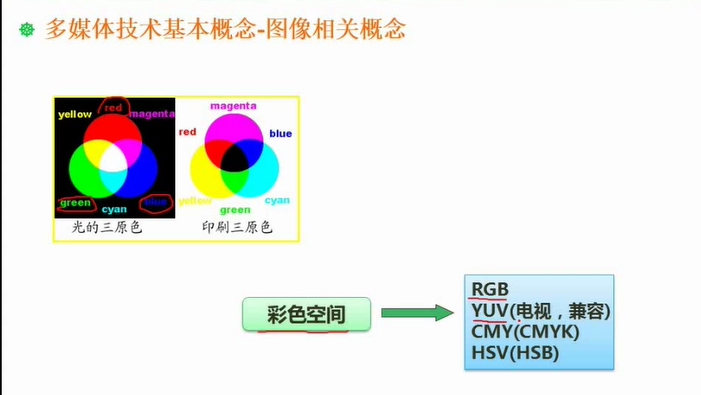 多媒体技术基本概念-图像相关概念
red
yellow
magenta
green
blue
cyan
光的三原色
magenta
red
blue
yellow
cyan
green
印刷三原色
彩色空间
RGB
YUV(电视，兼容)
CMY(CMYK)
HSV(HSB)